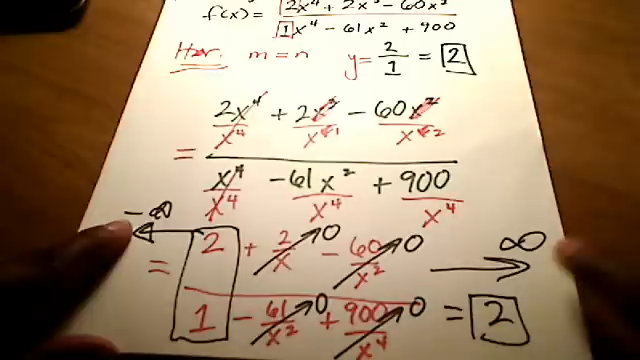 f(x) = 2x⁴ + 2x³ - 60x² / 1x⁴ - 61x² + 900
Hor. m = n y = 2/1 = 2
= (2x⁴/x⁴ + 2x³/x⁴ - 60x²/x⁴) / (x⁴/x⁴ - 61x²/x⁴ + 900/x⁴)
-∞ ∞
= (2 + 2/x → 0 - 60/x² → 0) / (1 - 61/x² → 0 + 900/x⁴ → 0) = 2